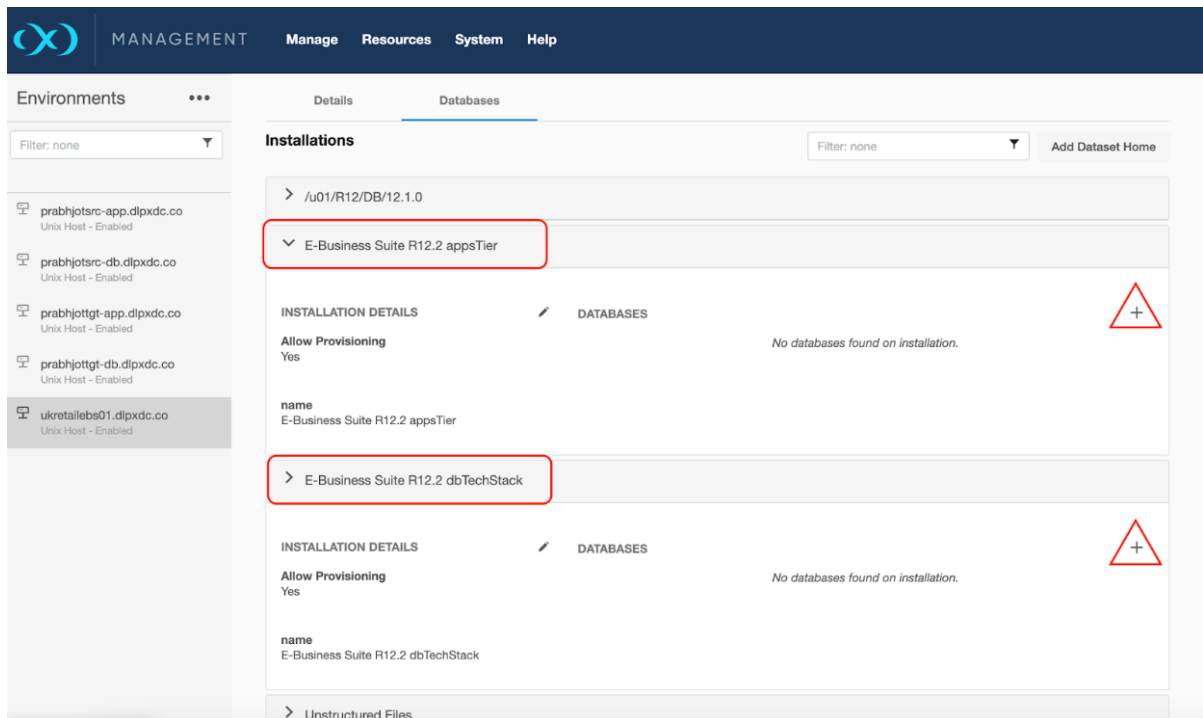 MANAGEMENT Manage Resources System Help
Environments •••
Filter: none
prabhjotsrc-app.dlpxdc.co
Unix Host - Enabled
prabhjotsrc-db.dlpxdc.co
Unix Host - Enabled
prabhjottgt-app.dlpxdc.co
Unix Host - Enabled
prabhjottgt-db.dlpxdc.co
Unix Host - Enabled
ukretailebs01.dlpxdc.co
Unix Host - Enabled
Details Databases
Installations
Filter: none
Add Dataset Home
/u01/R12/DB/12.1.0
E-Business Suite R12.2 appsTier
INSTALLATION DETAILS DATABASES +
Allow Provisioning
Yes
No databases found on installation.
name
E-Business Suite R12.2 appsTier
E-Business Suite R12.2 dbTechStack
INSTALLATION DETAILS DATABASES +
Allow Provisioning
Yes
No databases found on installation.
name
E-Business Suite R12.2 dbTechStack
Unstructured Files